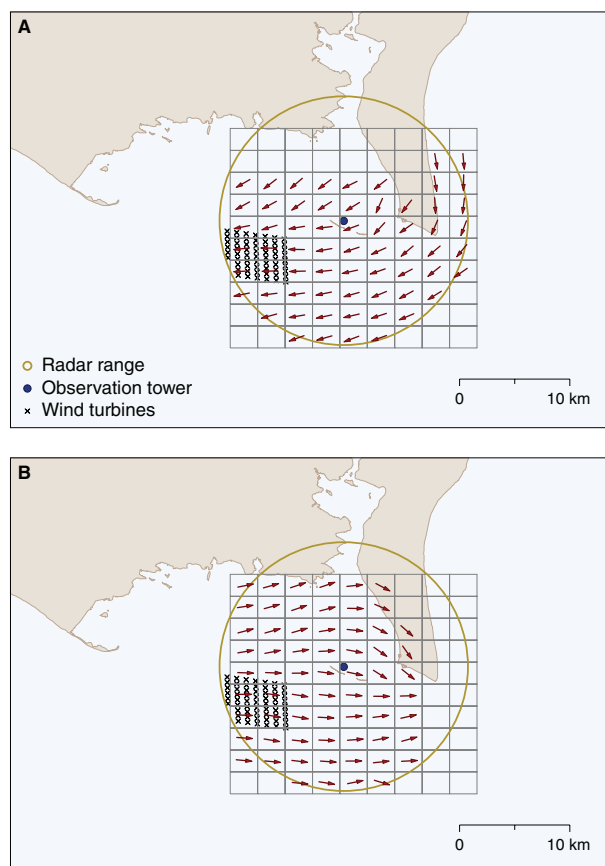 A
Radar range
Observation tower
Wind turbines
0 10 km
B
0 10 km